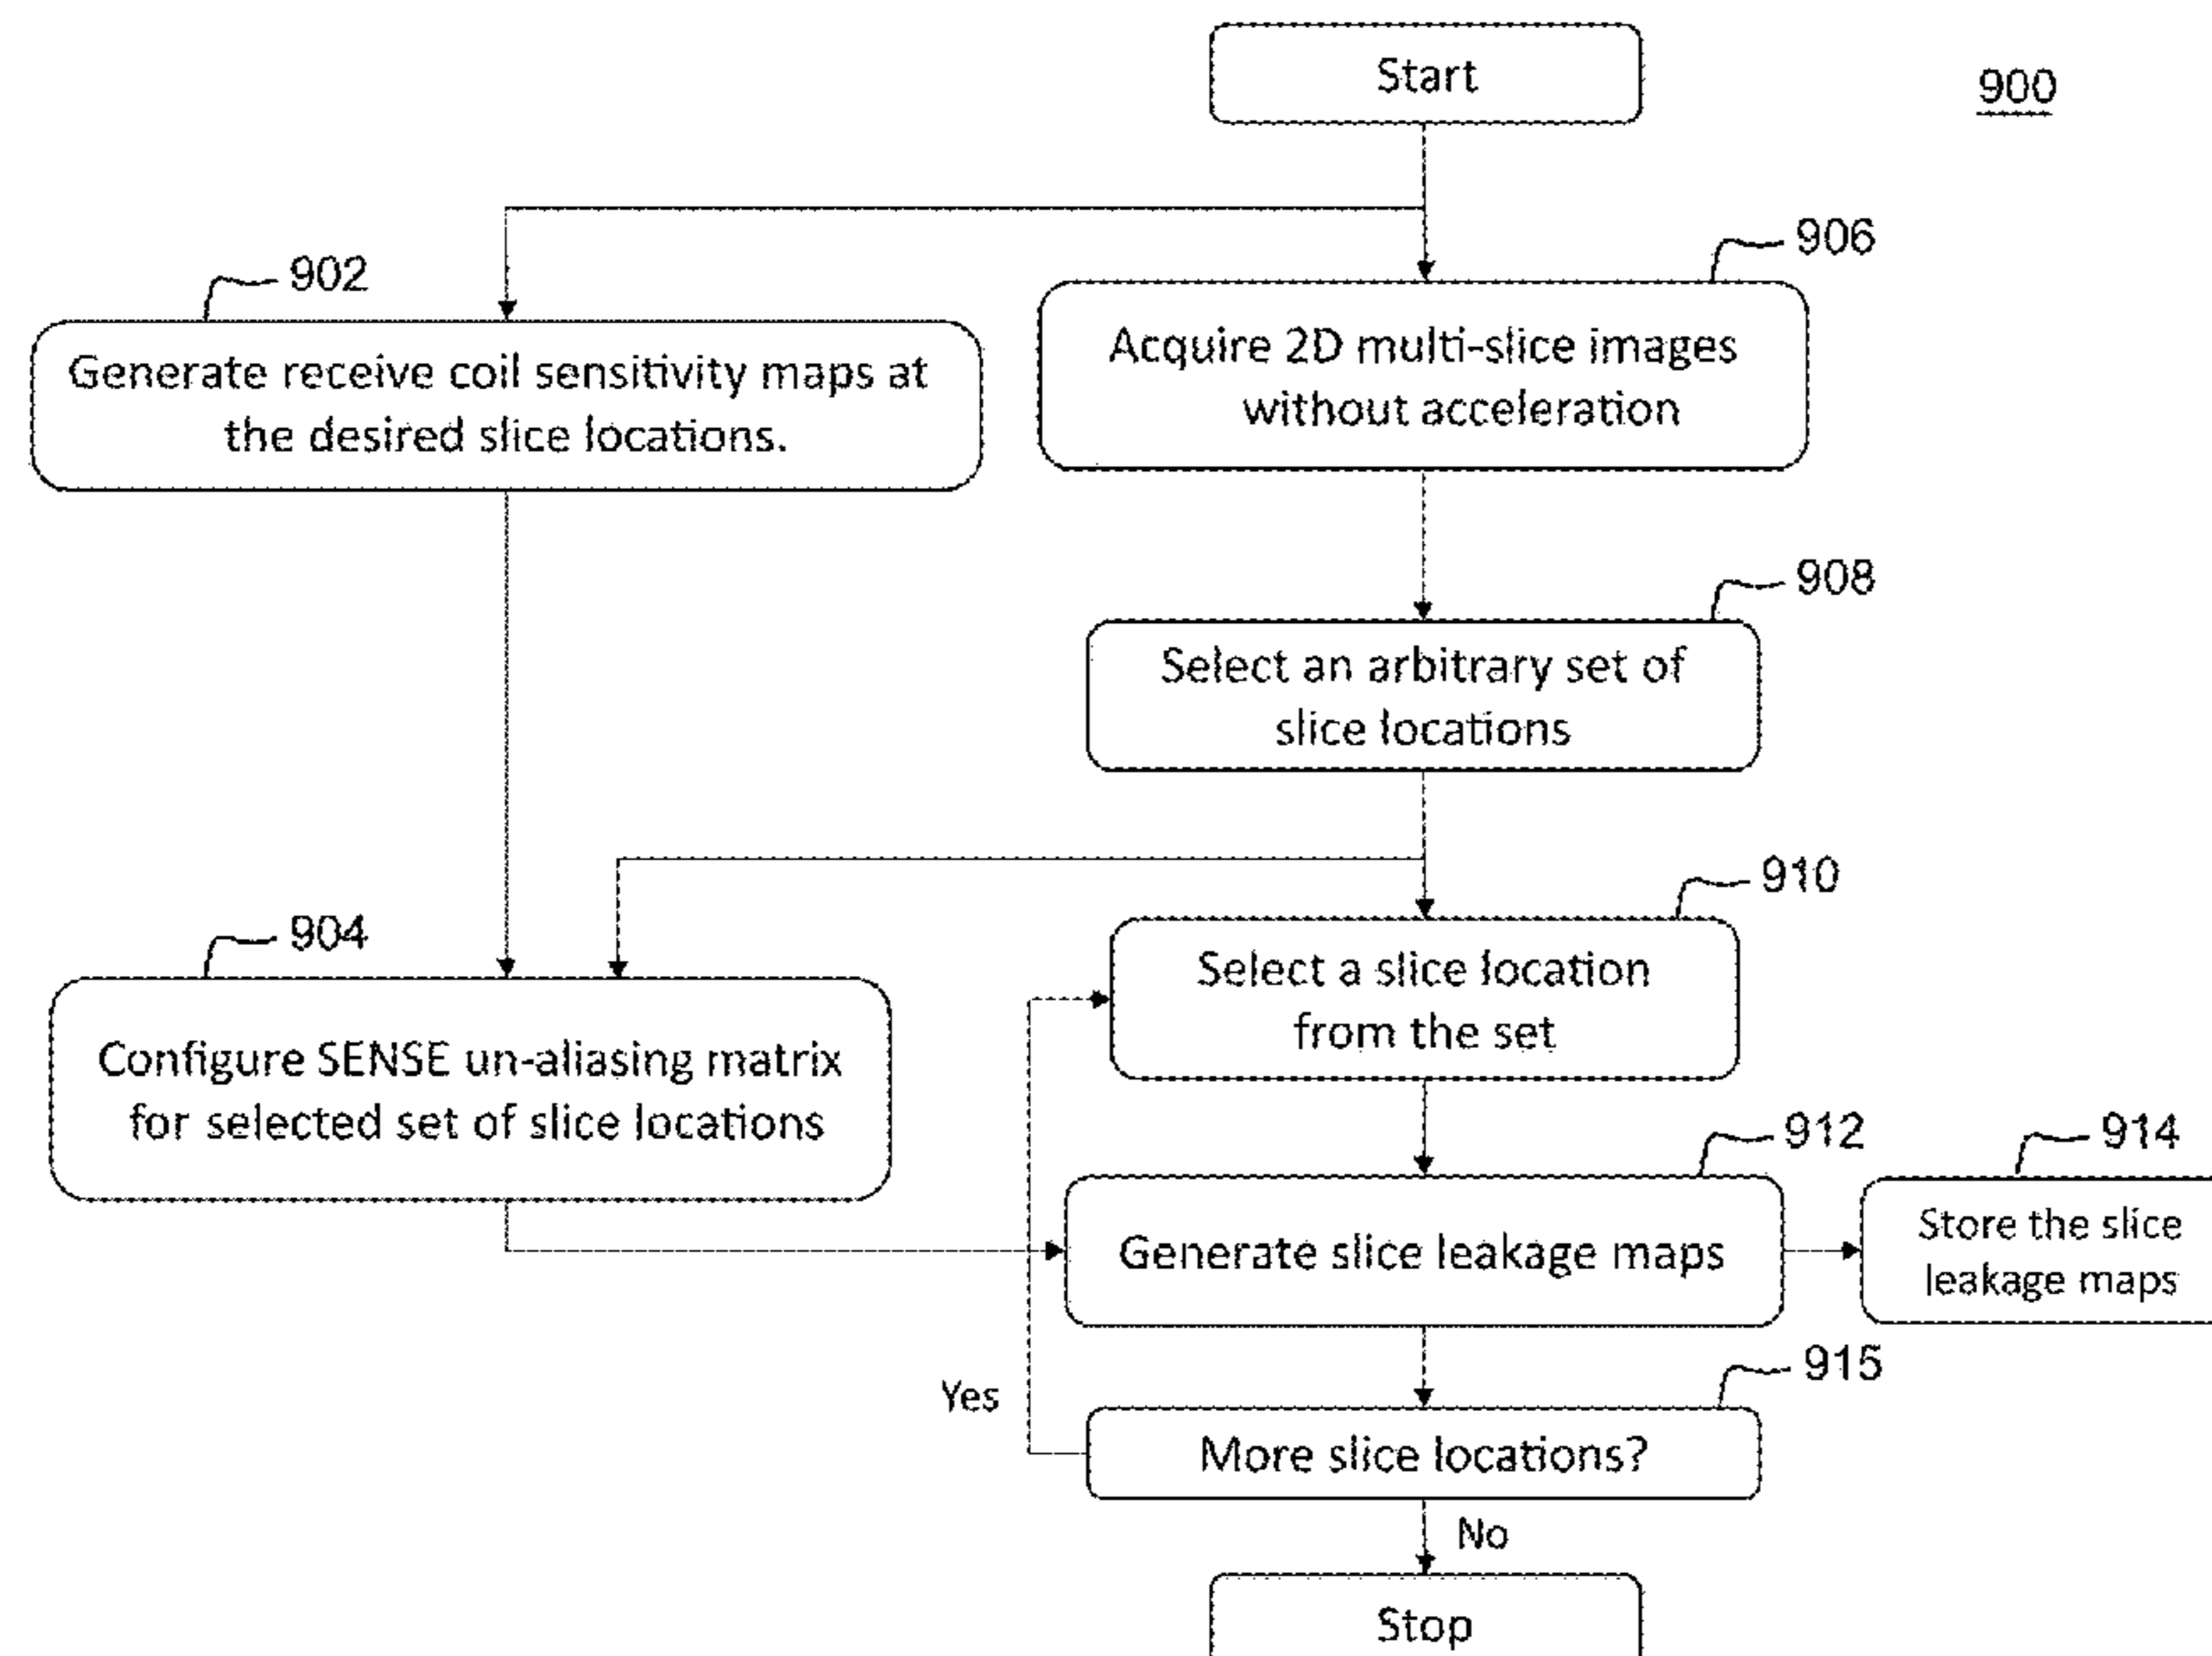 Start
900
906
902
Acquire 2D multi-slice images
without acceleration
Generate receive coil sensitivity maps at
the desired slice locations.
908
Select an arbitrary set of
slice locations
910
904
Select a slice location
from the set
Configure SENSE un-aliasing matrix
for selected set of slice locations
912
914
Generate slice leakage maps
Store the slice
leakage maps
915
Yes
More slice locations?
No
Stop